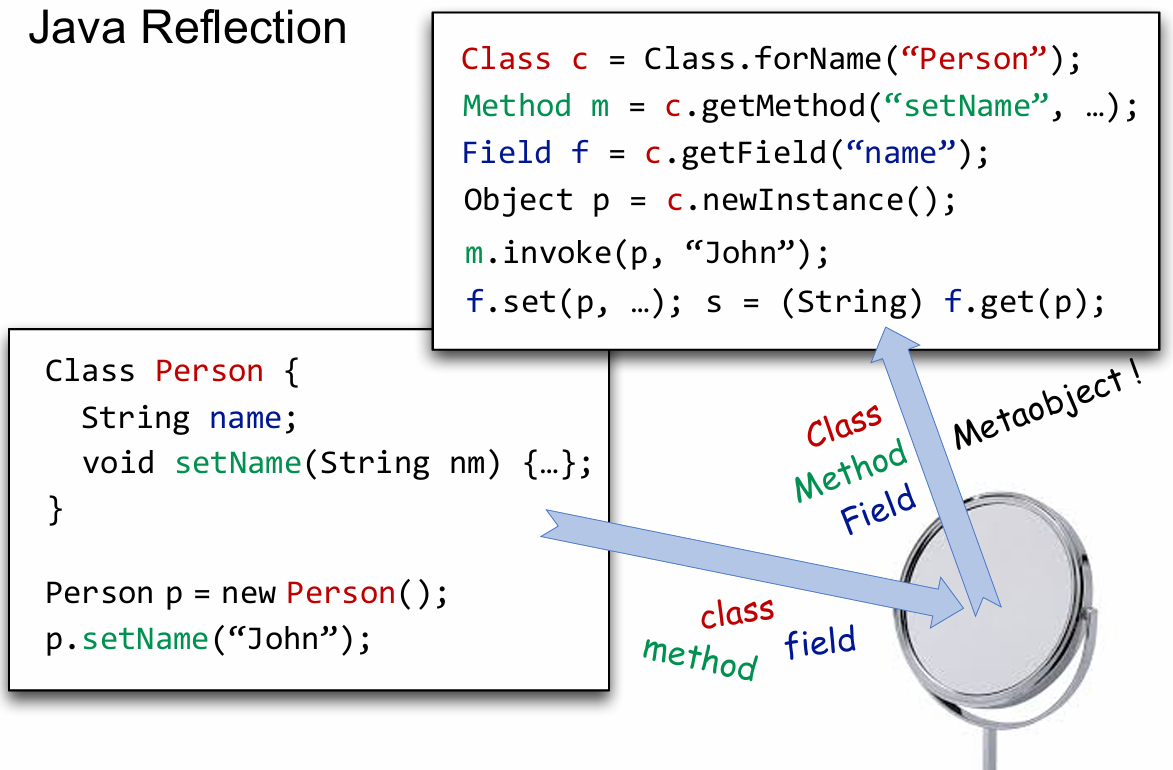 Java Reflection
Class c = Class.forName(“Person”);
Method m = c.getMethod(“setName”, …);
Field f = c.getField(“name”);
Object p = c.newInstance();
m.invoke(p, “John”);
f.set(p, …); s = (String) f.get(p);
Class Person {
String name;
void setName(String nm) {…};
}
Person p = new Person();
p.setName(“John”);
Class
Method
Field
Metaobject !
class
method
field